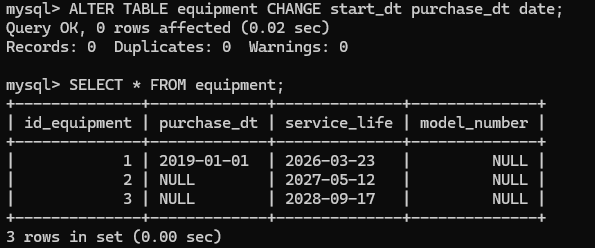 mysql> ALTER TABLE equipment CHANGE start_dt purchase_dt date;
Query OK, 0 rows affected (0.02 sec)
Records: 0  Duplicates: 0  Warnings: 0

mysql> SELECT * FROM equipment;
+--------------+-------------+--------------+--------------+
| id_equipment | purchase_dt | service_life | model_number |
+--------------+-------------+--------------+--------------+
|            1 | 2019-01-01  | 2026-03-23   |         NULL |
|            2 | NULL        | 2027-05-12   |         NULL |
|            3 | NULL        | 2028-09-17   |         NULL |
+--------------+-------------+--------------+--------------+
3 rows in set (0.00 sec)